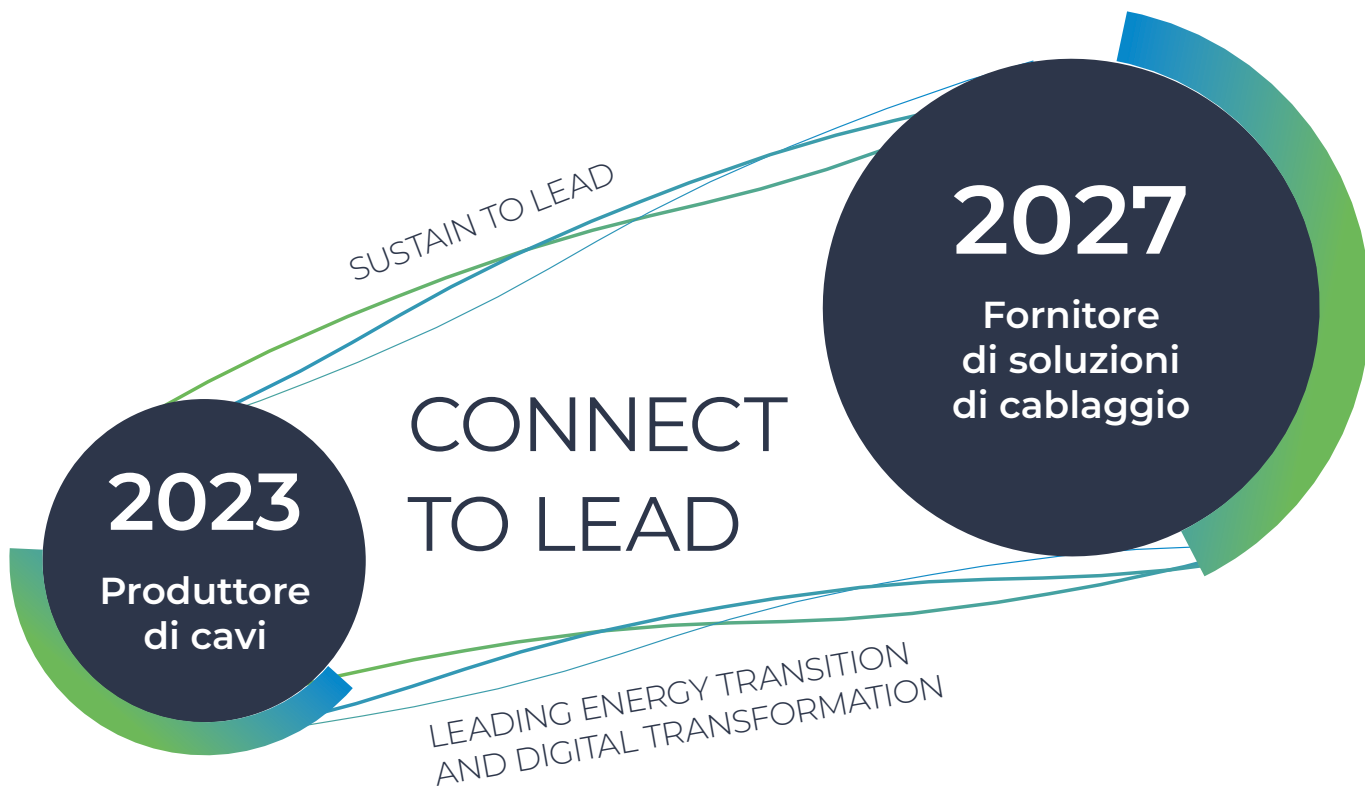 SUSTAIN TO LEAD
2027
Fornitore
di soluzioni
di cablaggio
CONNECT
TO LEAD
2023
Produttore
di cavi
LEADING ENERGY TRANSITION
AND DIGITAL TRANSFORMATION